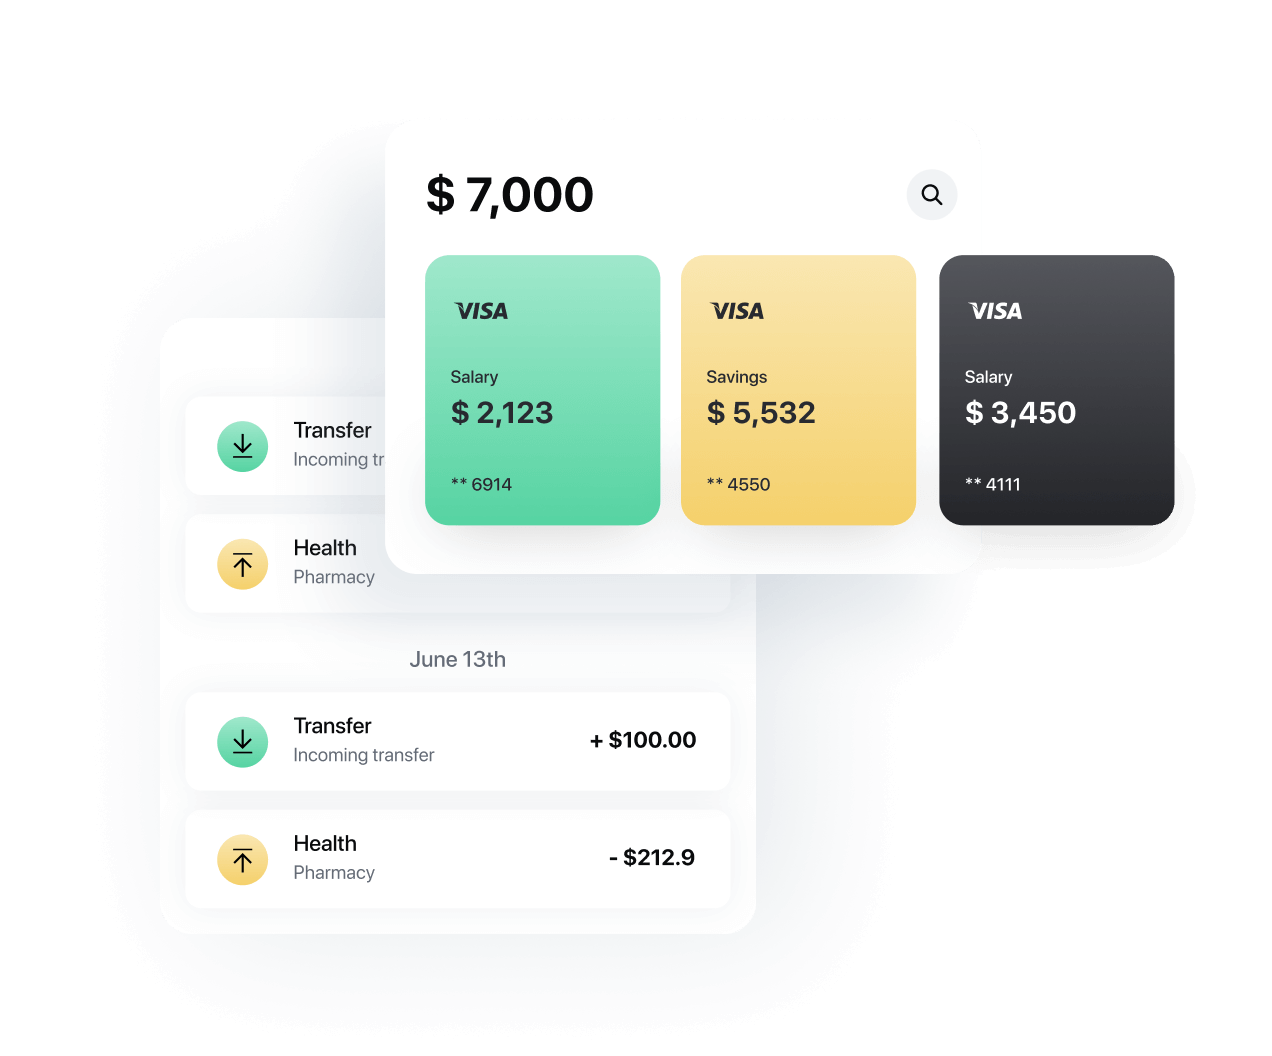 $ 7,000
VISA
Salary
$ 2,123
** 6914
VISA
Savings
$ 5,532
** 4550
VISA
Salary
$ 3,450
** 4111
Transfer
Incoming tr
Health
Pharmacy
June 13th
Transfer
Incoming transfer
+ $100.00
Health
Pharmacy
- $212.9